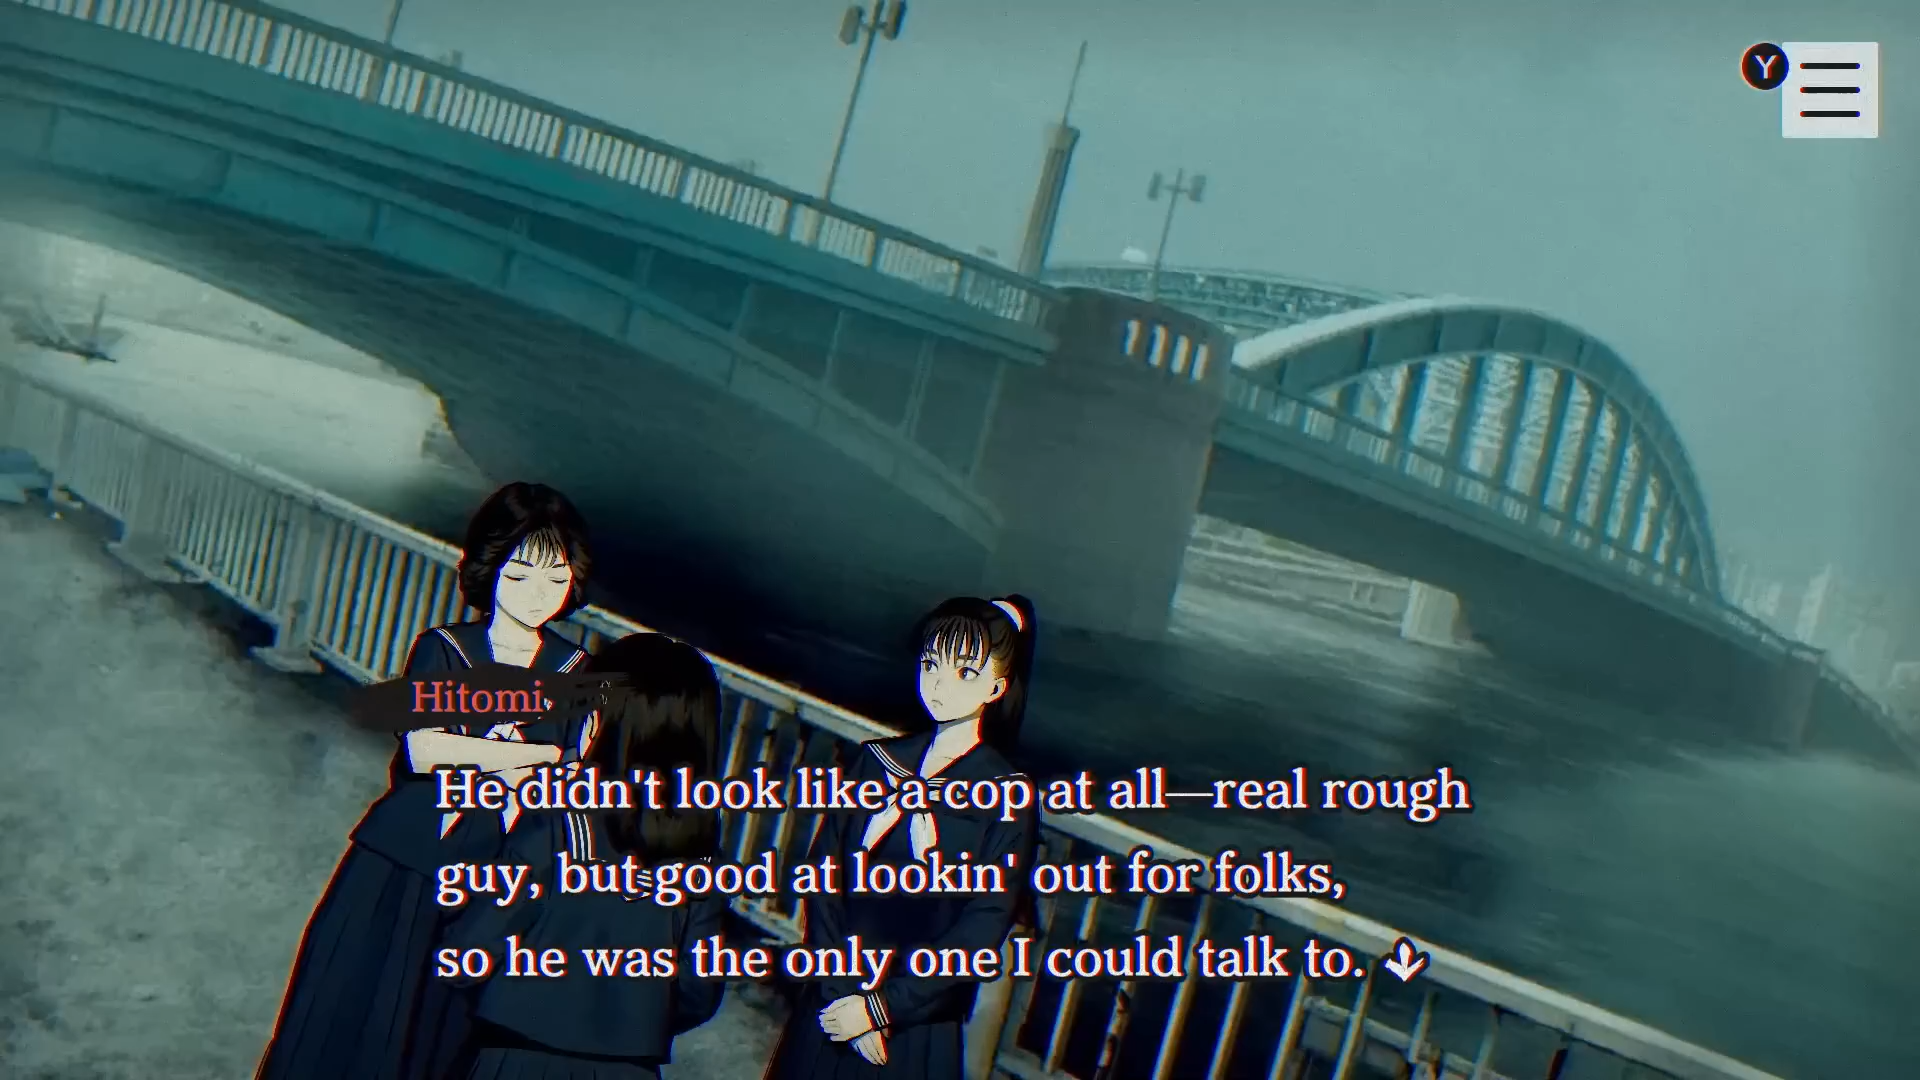 Y
Hitomi
He didn't look like a cop at all—real rough
guy, but good at lookin' out for folks,
so he was the only one I could talk to.